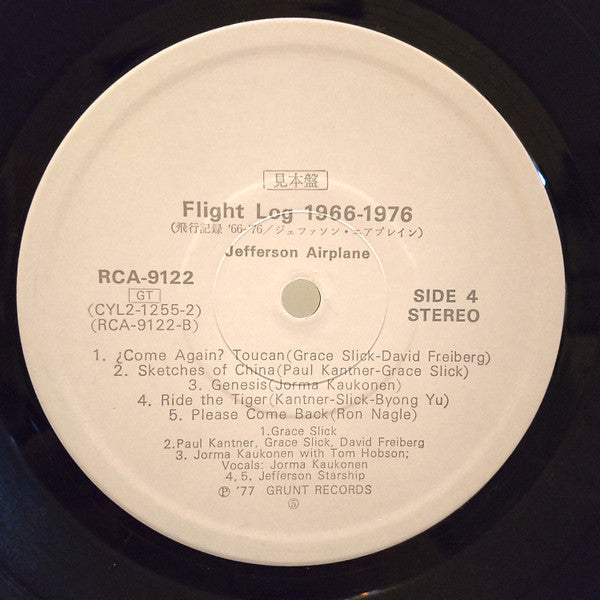 見本盤
Flight Log 1966-1976
(飛行記録 '66-'76/ジェファソン・エアプレイン)
Jefferson Airplane
RCA-9122
GT
(CYL2-1255-2)
(RCA-9122-B)
SIDE 4
STEREO
1. ¿Come Again? Toucan(Grace Slick-David Freiberg)
2. Sketches of China(Paul Kantner-Grace Slick)
3. Genesis(Jorma Kaukonen)
4. Ride the Tiger(Kantner-Slick-Byong Yu)
5. Please Come Back(Ron Nagle)
1.Grace Slick
2.Paul Kantner, Grace Slick, David Freiberg
3. Jorma Kaukonen with Tom Hobson;
Vocals: Jorma Kaukonen
4, 5. Jefferson Starship
Ⓟ '77 GRUNT RECORDS
⑤